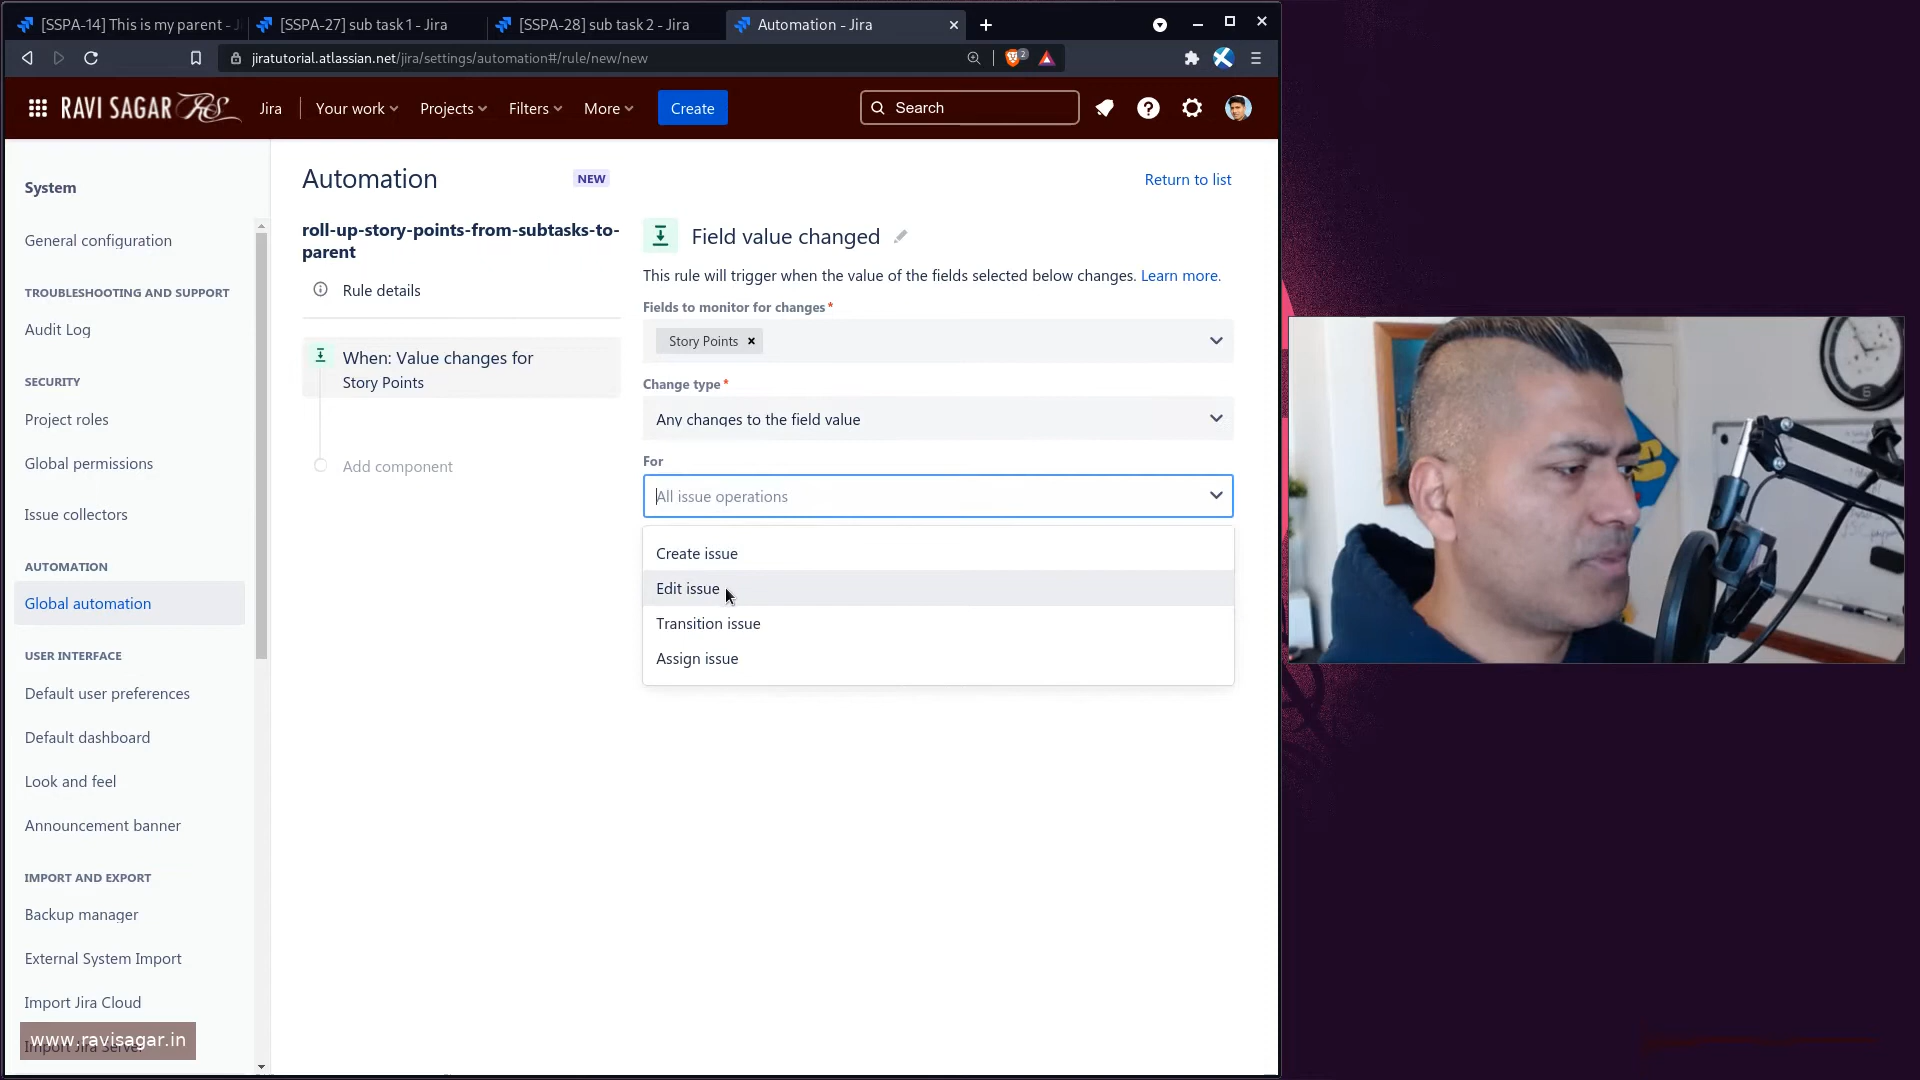 [SSPA-14] This is my parent - J
[SSPA-27] sub task 1 - Jira
[SSPA-28] sub task 2 - Jira
Automation - Jira
jiratutorial.atlassian.net/jira/settings/automation#/rule/new/new
2
RAVI SAGAR RS
Jira
Your work
Projects
Filters
More
Create
Search
System
General configuration
TROUBLESHOOTING AND SUPPORT
Audit Log
SECURITY
Project roles
Global permissions
Issue collectors
AUTOMATION
Global automation
USER INTERFACE
Default user preferences
Default dashboard
Look and feel
Announcement banner
IMPORT AND EXPORT
Backup manager
External System Import
Import Jira Cloud
Import Jira Server
www.ravisagar.in
Automation
NEW
Return to list
roll-up-story-points-from-subtasks-to-
parent
Rule details
When: Value changes for
Story Points
Add component
Field value changed
This rule will trigger when the value of the fields selected below changes. Learn more.
Fields to monitor for changes*
Story Points
Change type*
Any changes to the field value
For
All issue operations
Create issue
Edit issue
Transition issue
Assign issue